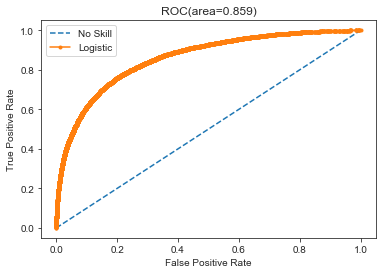 ROC(area=0.859)
No Skill
Logistic
True Positive Rate
1.0
0.8
0.6
0.4
0.2
0.0
0.0 0.2 0.4 0.6 0.8 1.0
False Positive Rate